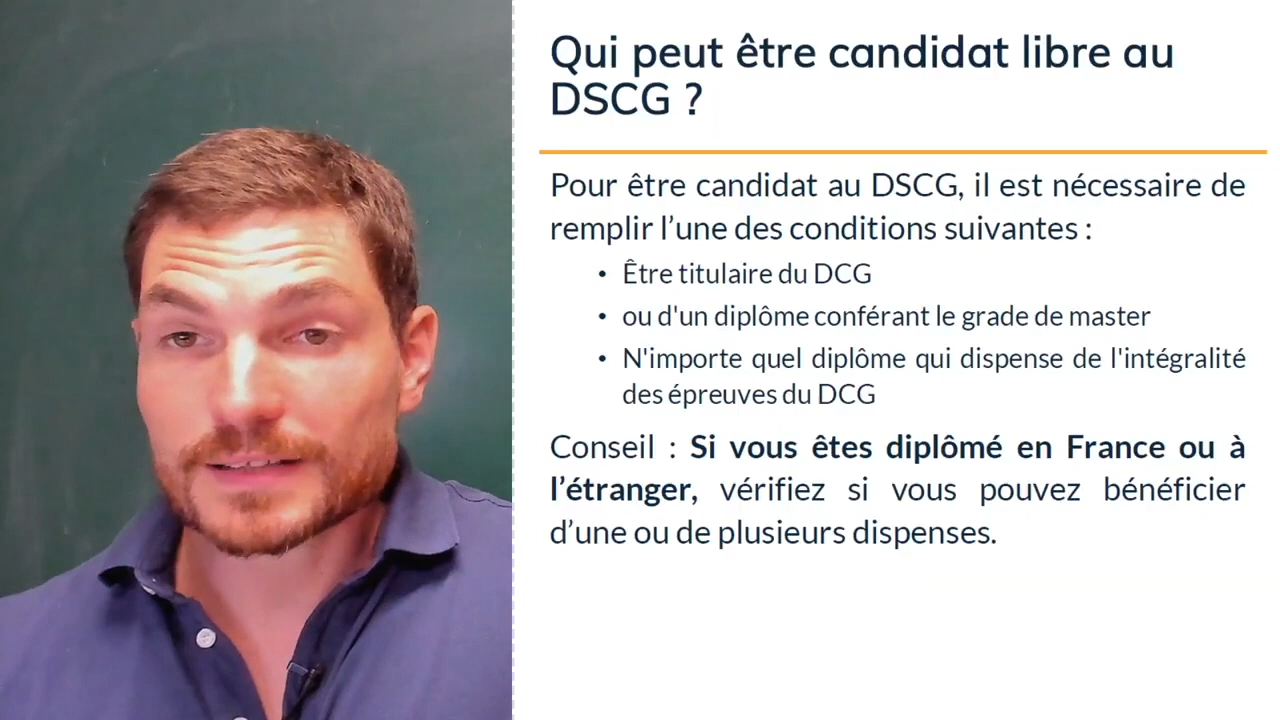 Qui peut être candidat libre au
DSCG ?
Pour être candidat au DSCG, il est nécessaire de
remplir l’une des conditions suivantes :
• Être titulaire du DCG
• ou d'un diplôme conférant le grade de master
• N'importe quel diplôme qui dispense de l'intégralité
des épreuves du DCG
Conseil : Si vous êtes diplômé en France ou à
l’étranger, vérifiez si vous pouvez bénéficier
d’une ou de plusieurs dispenses.